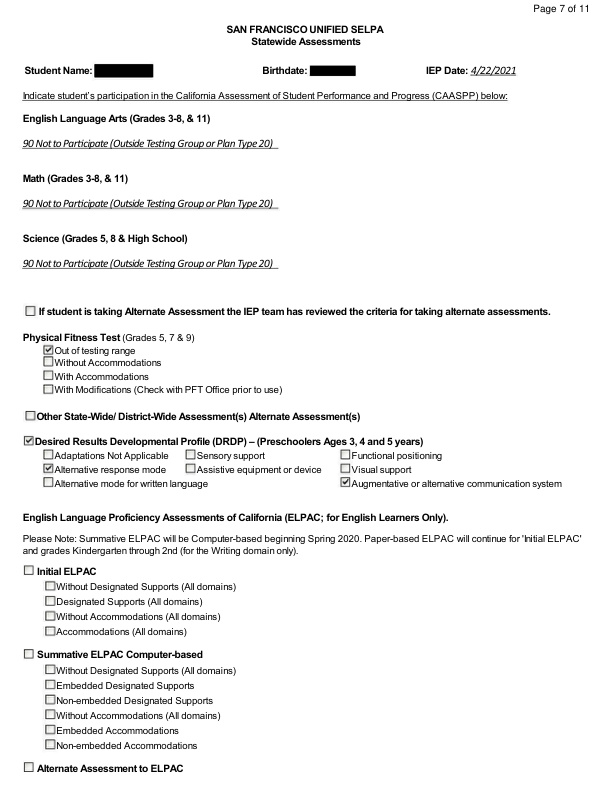 Page 7 of 11
SAN FRANCISCO UNIFIED SELPA
Statewide Assessments
Student Name: Birthdate: IEP Date: 4/22/2021
Indicate student's participation in the California Assessment of Student Performance and Progress (CAASPP) below:
English Language Arts (Grades 3-8, & 11)
90 Not to Participate (Outside Testing Group or Plan Type 20)
Math (Grades 3-8, & 11)
90 Not to Participate (Outside Testing Group or Plan Type 20)
Science (Grades 5, 8 & High School)
90 Not to Participate (Outside Testing Group or Plan Type 20)
If student is taking Alternate Assessment the IEP team has reviewed the criteria for taking alternate assessments.
Physical Fitness Test (Grades 5, 7 & 9)
Out of testing range
Without Accommodations
With Accommodations
With Modifications (Check with PFT Office prior to use)
Other State-Wide/ District-Wide Assessment(s) Alternate Assessment(s)
Desired Results Developmental Profile (DRDP) – (Preschoolers Ages 3, 4 and 5 years)
Adaptations Not Applicable Sensory support Functional positioning
Alternative response mode Assistive equipment or device Visual support
Alternative mode for written language Augmentative or alternative communication system
English Language Proficiency Assessments of California (ELPAC; for English Learners Only).
Please Note: Summative ELPAC will be Computer-based beginning Spring 2020. Paper-based ELPAC will continue for 'Initial ELPAC'
and grades Kindergarten through 2nd (for the Writing domain only).
Initial ELPAC
Without Designated Supports (All domains)
Designated Supports (All domains)
Without Accommodations (All domains)
Accommodations (All domains)
Summative ELPAC Computer-based
Without Designated Supports (All domains)
Embedded Designated Supports
Non-embedded Designated Supports
Without Accommodations (All domains)
Embedded Accommodations
Non-embedded Accommodations
Alternate Assessment to ELPAC